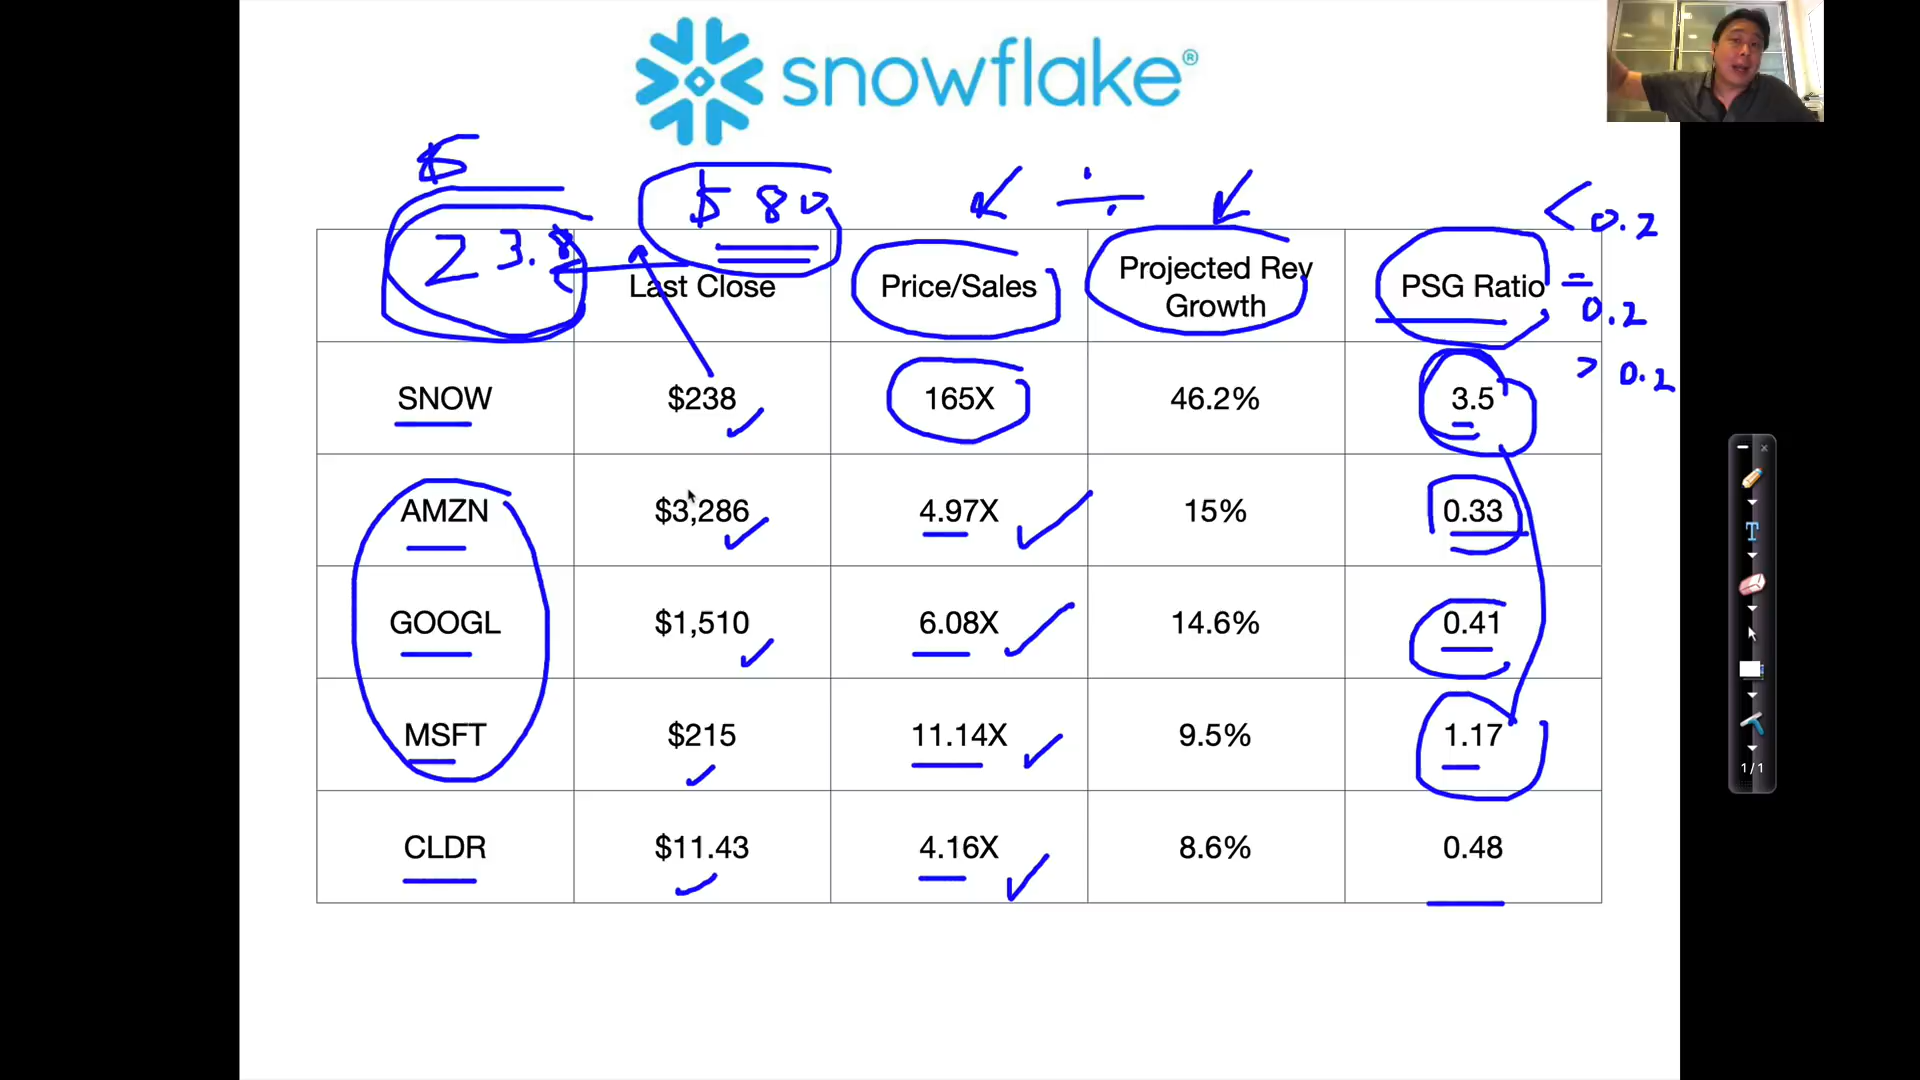 snowflake®
$
$ 80
÷
< 0.2
23.8
Last Close
Price/Sales
Projected Rev
Growth
PSG Ratio
= 0.2
> 0.2
SNOW
$238
165X
46.2%
3.5
AMZN
$3,286
4.97X
15%
0.33
GOOGL
$1,510
6.08X
14.6%
0.41
MSFT
$215
11.14X
9.5%
1.17
CLDR
$11.43
4.16X
8.6%
0.48
T
1/1